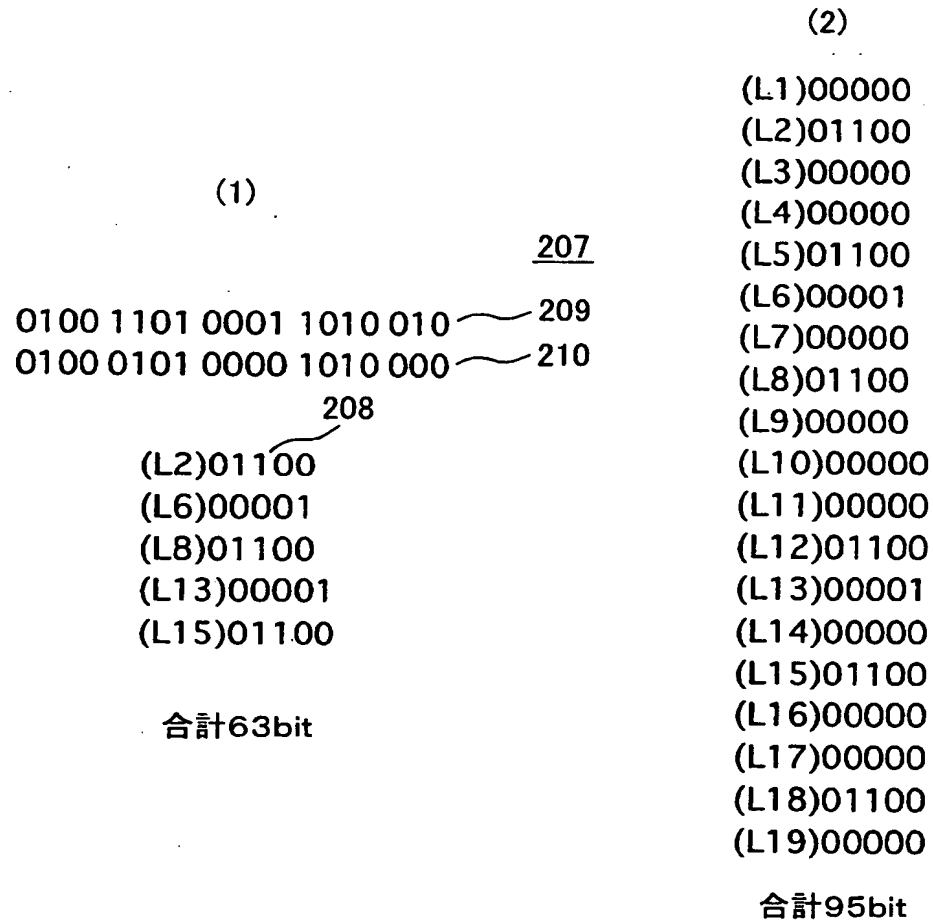 (1)
207
0100 1101 0001 1010 010 209
0100 0101 0000 1010 000 210
208
(L2)01100
(L6)00001
(L8)01100
(L13)00001
(L15)01100
合計63bit
(2)
(L1)00000
(L2)01100
(L3)00000
(L4)00000
(L5)01100
(L6)00001
(L7)00000
(L8)01100
(L9)00000
(L10)00000
(L11)00000
(L12)01100
(L13)00001
(L14)00000
(L15)01100
(L16)00000
(L17)00000
(L18)01100
(L19)00000
合計95bit